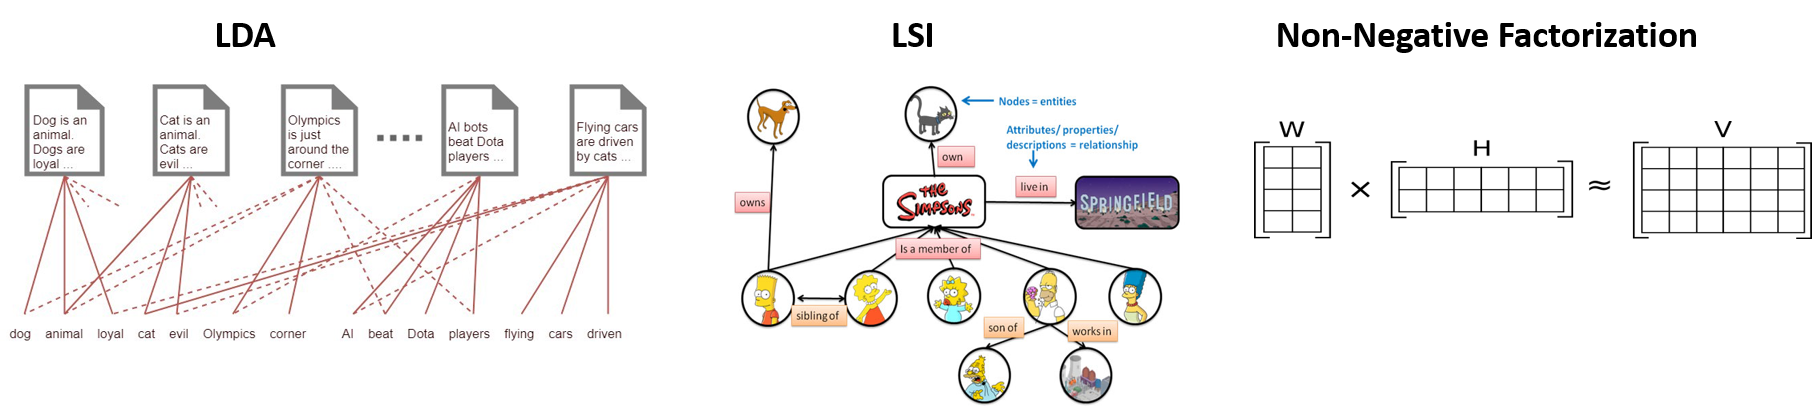 LDA
Dog is an
animal.
Dogs are
loyal ...
Cat is an
animal.
Cats are
evil ...
Olympics
is just
around the
corner ....
AI bots
beat Dota
players ...
Flying cars
are driven
by cats ...
dog animal loyal cat evil Olympics corner AI beat Dota players flying cars driven
LSI
Nodes = entities
Attributes/ properties/
descriptions = relationship
own
owns
THE
SIMPSONS
live in
SPRINGFIELD
Is a member of
sibling of
son of
works in
Non-Negative Factorization
W
×
H
≈
V